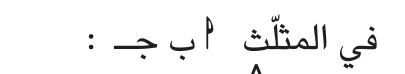 في المثلّث ا ب جـ :